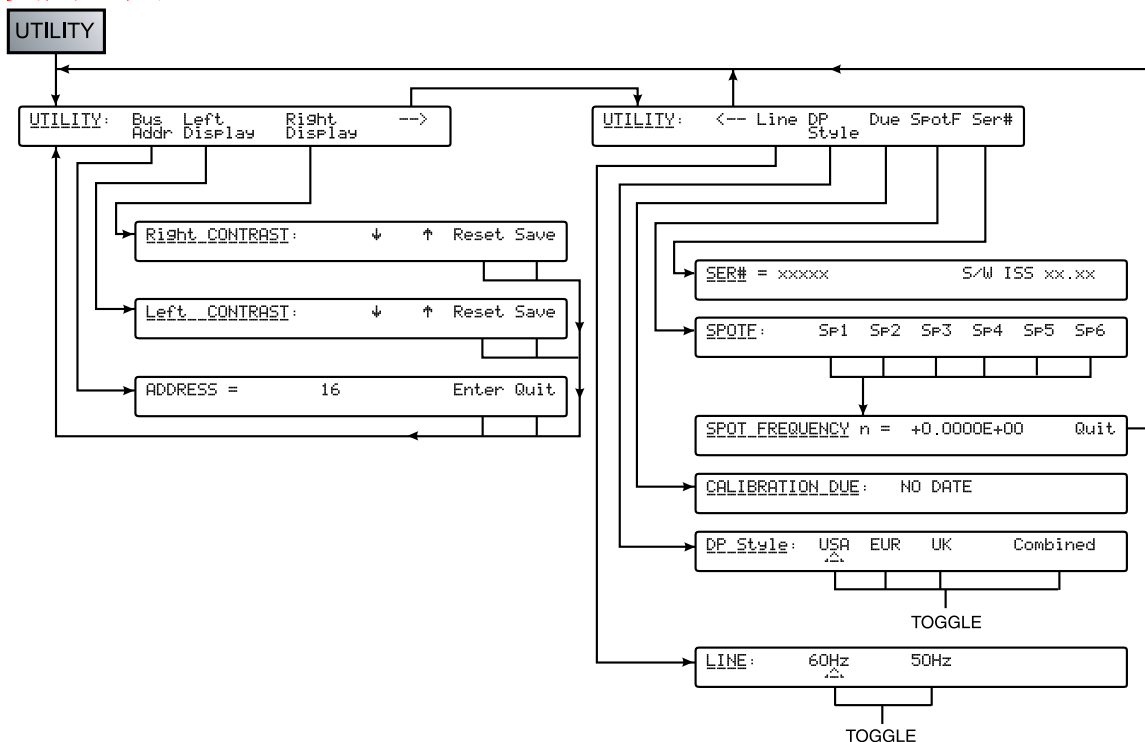 UTILITY
UTILITY: Bus Left Right -->
Addr Display Display
UTILITY: <-- Line DP Due SpotF Ser#
Style
Right CONTRAST: ↓ ↑ Reset Save
Left CONTRAST: ↓ ↑ Reset Save
ADDRESS = 16 Enter Quit
SER# = xxxxx S/W ISS xx.xx
SPOTF: Sp1 Sp2 Sp3 Sp4 Sp5 Sp6
SPOT FREQUENCY n = +0.0000E+00 Quit
CALIBRATION DUE: NO DATE
DP Style: USA EUR UK Combined
TOGGLE
LINE: 60Hz 50Hz
TOGGLE